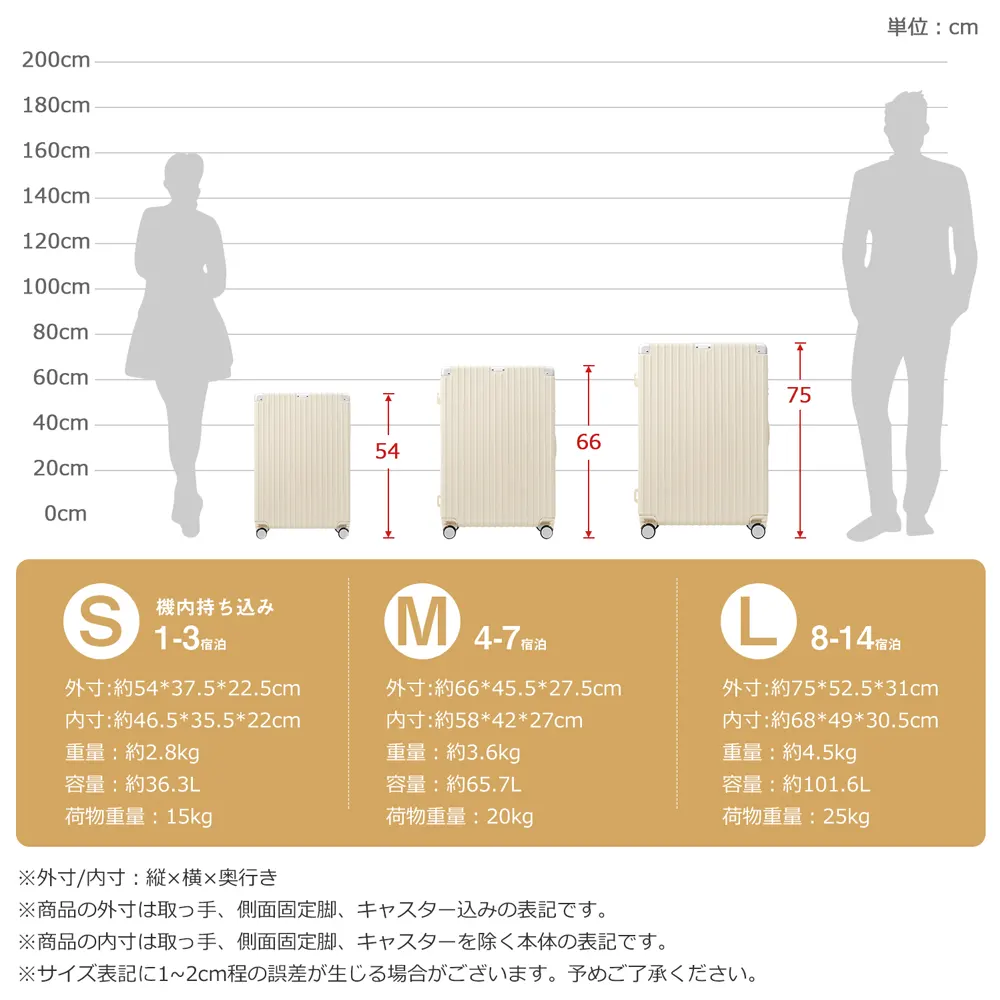 単位：cm
200cm
180cm
160cm
140cm
120cm
100cm
80cm
60cm
40cm
20cm
0cm
54
66
75
S 機内持ち込み
1-3宿泊
外寸:約54*37.5*22.5cm
内寸:約46.5*35.5*22cm
重量：約2.8kg
容量：約36.3L
荷物重量：15kg
M 4-7宿泊
外寸:約66*45.5*27.5cm
内寸:約58*42*27cm
重量：約3.6kg
容量：約65.7L
荷物重量：20kg
L 8-14宿泊
外寸:約75*52.5*31cm
内寸:約68*49*30.5cm
重量：約4.5kg
容量：約101.6L
荷物重量：25kg
※外寸/内寸：縦×横×奥行き
※商品の外寸は取っ手、側面固定脚、キャスター込みの表記です。
※商品の内寸は取っ手、側面固定脚、キャスターを除く本体の表記です。
※サイズ表記に1~2cm程の誤差が生じる場合がございます。予めご了承ください。